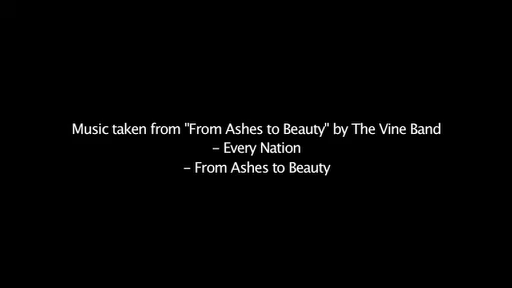 Music taken from "From Ashes to Beauty" by The Vine Band
– Every Nation
– From Ashes to Beauty